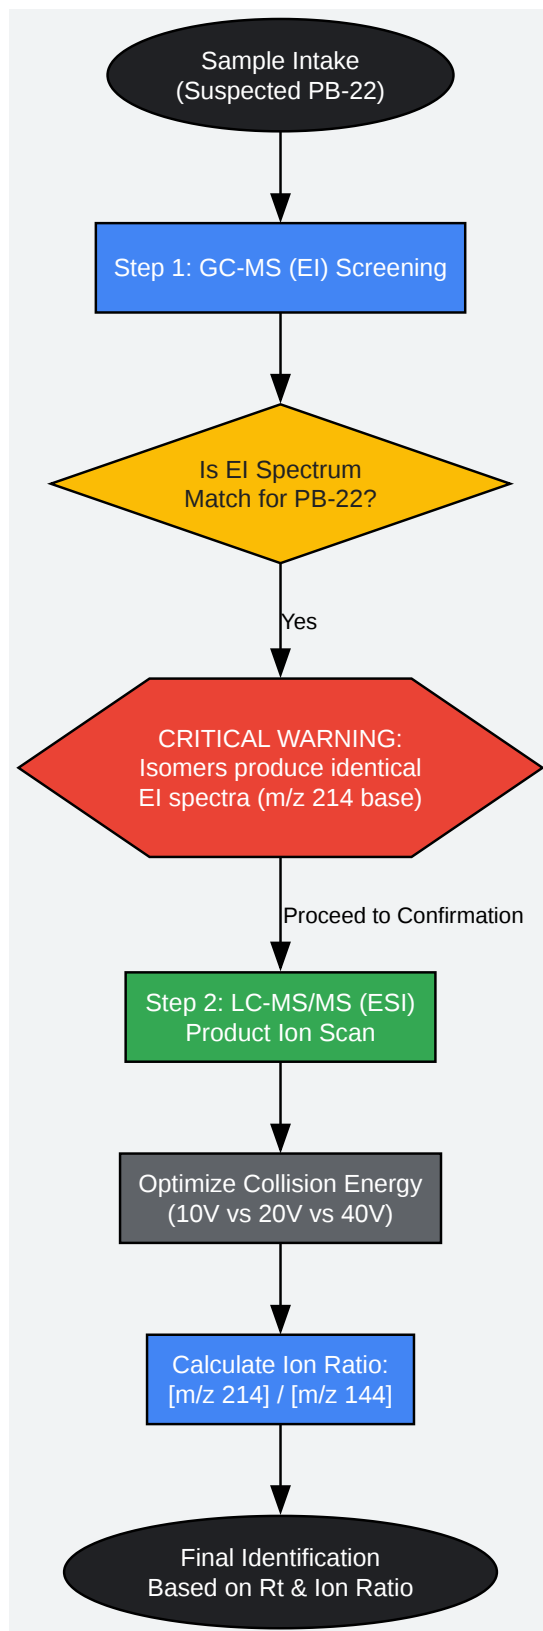 Sample Intake
(Suspected PB-22)
Step 1: GC-MS (EI) Screening
Is EI Spectrum
Match for PB-22?
Yes
CRITICAL WARNING:
Isomers produce identical
EI spectra (m/z 214 base)
Proceed to Confirmation
Step 2: LC-MS/MS (ESI)
Product Ion Scan
Optimize Collision Energy
(10V vs 20V vs 40V)
Calculate Ion Ratio:
[m/z 214] / [m/z 144]
Final Identification
Based on Rt & Ion Ratio